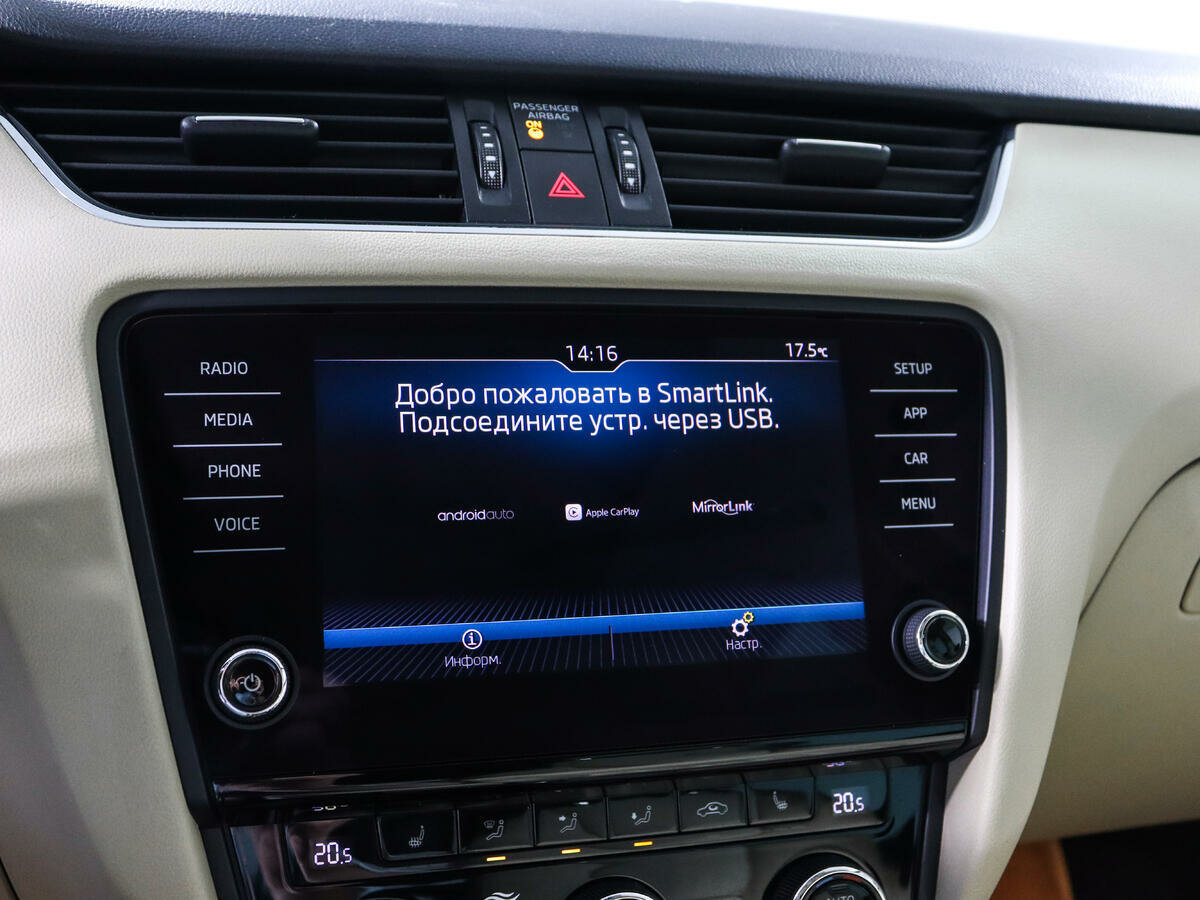 PASSENGER
AIRBAG
ON
14:16
17.5°C
RADIO
MEDIA
PHONE
VOICE
Добро пожаловать в SmartLink.
Подсоедините устр. через USB.
androidauto
Apple CarPlay
MirrorLink
Информ.
Настр.
SETUP
APP
CAR
MENU
20.5
20.5
AUTO